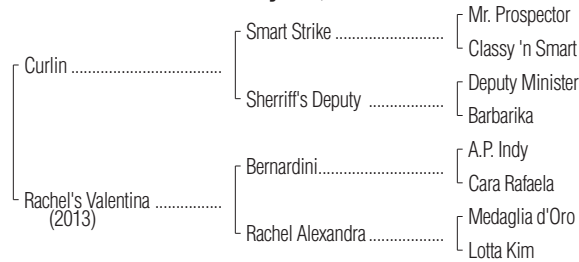 Mr. Prospector
Smart Strike ......................
Classy 'n Smart
Curlin ..............................
Deputy Minister
Sherriff's Deputy ...............
Barbarika
A.P. Indy
Bernardini.........................
Cara Rafaela
Rachel's Valentina .............
(2013)
Medaglia d'Oro
Rachel Alexandra ...............
Lotta Kim